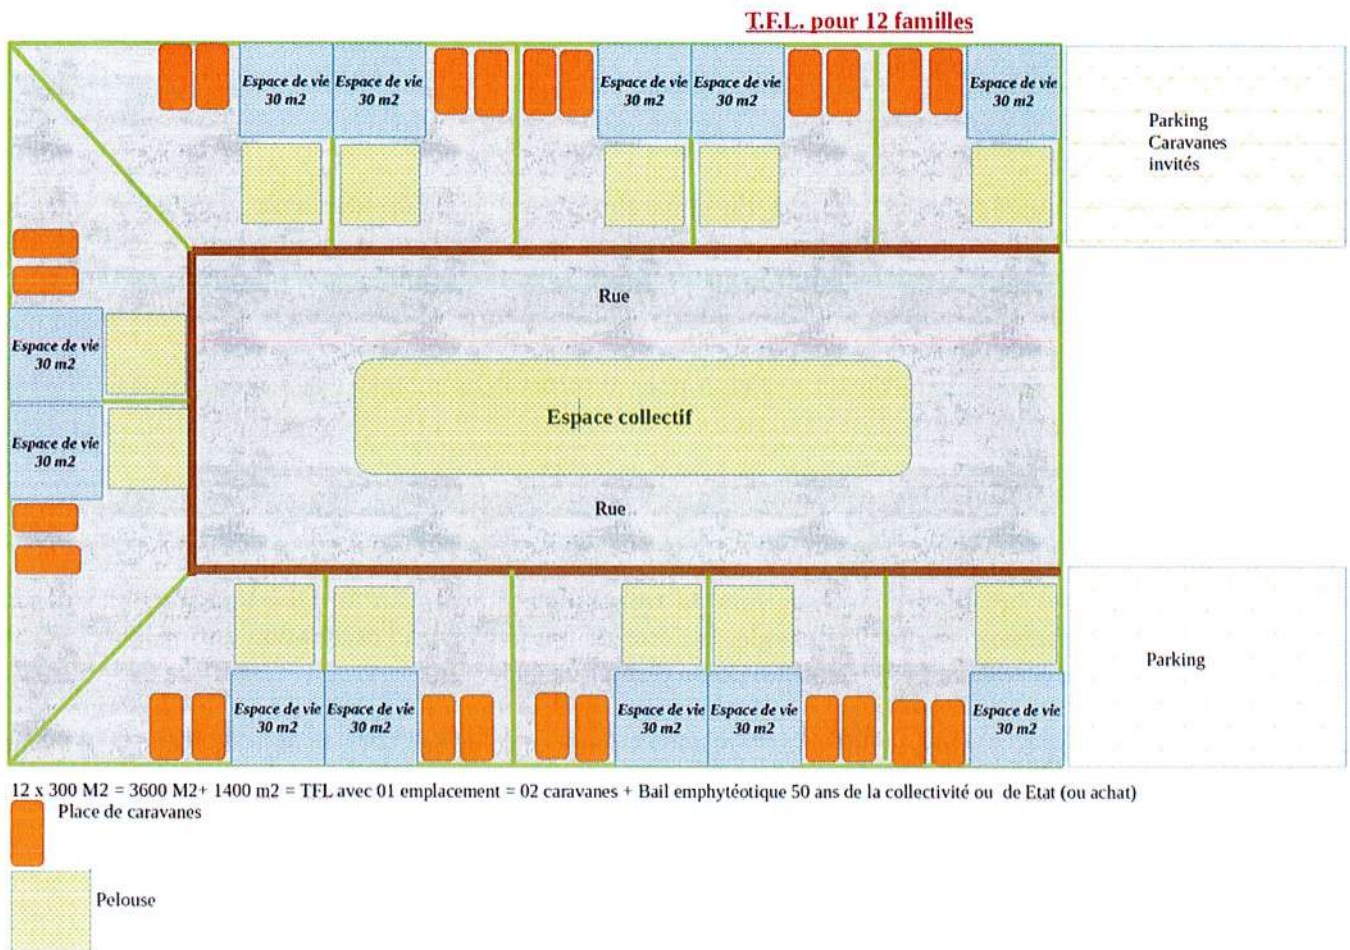 T.F.L. pour 12 familles
Espace de vie
30 m2
Espace de vie
30 m2
Espace de vie
30 m2
Espace de vie
30 m2
Espace de vie
30 m2
Parking
Caravanes
invités
Rue
Espace de vie
30 m2
Espace collectif
Espace de vie
30 m2
Rue
Parking
Espace de vie
30 m2
Espace de vie
30 m2
Espace de vie
30 m2
Espace de vie
30 m2
Espace de vie
30 m2
12 x 300 M2 = 3600 M2+ 1400 m2 = TFL avec 01 emplacement = 02 caravanes + Bail emphytéotique 50 ans de la collectivité ou de Etat (ou achat)
Place de caravanes
Pelouse